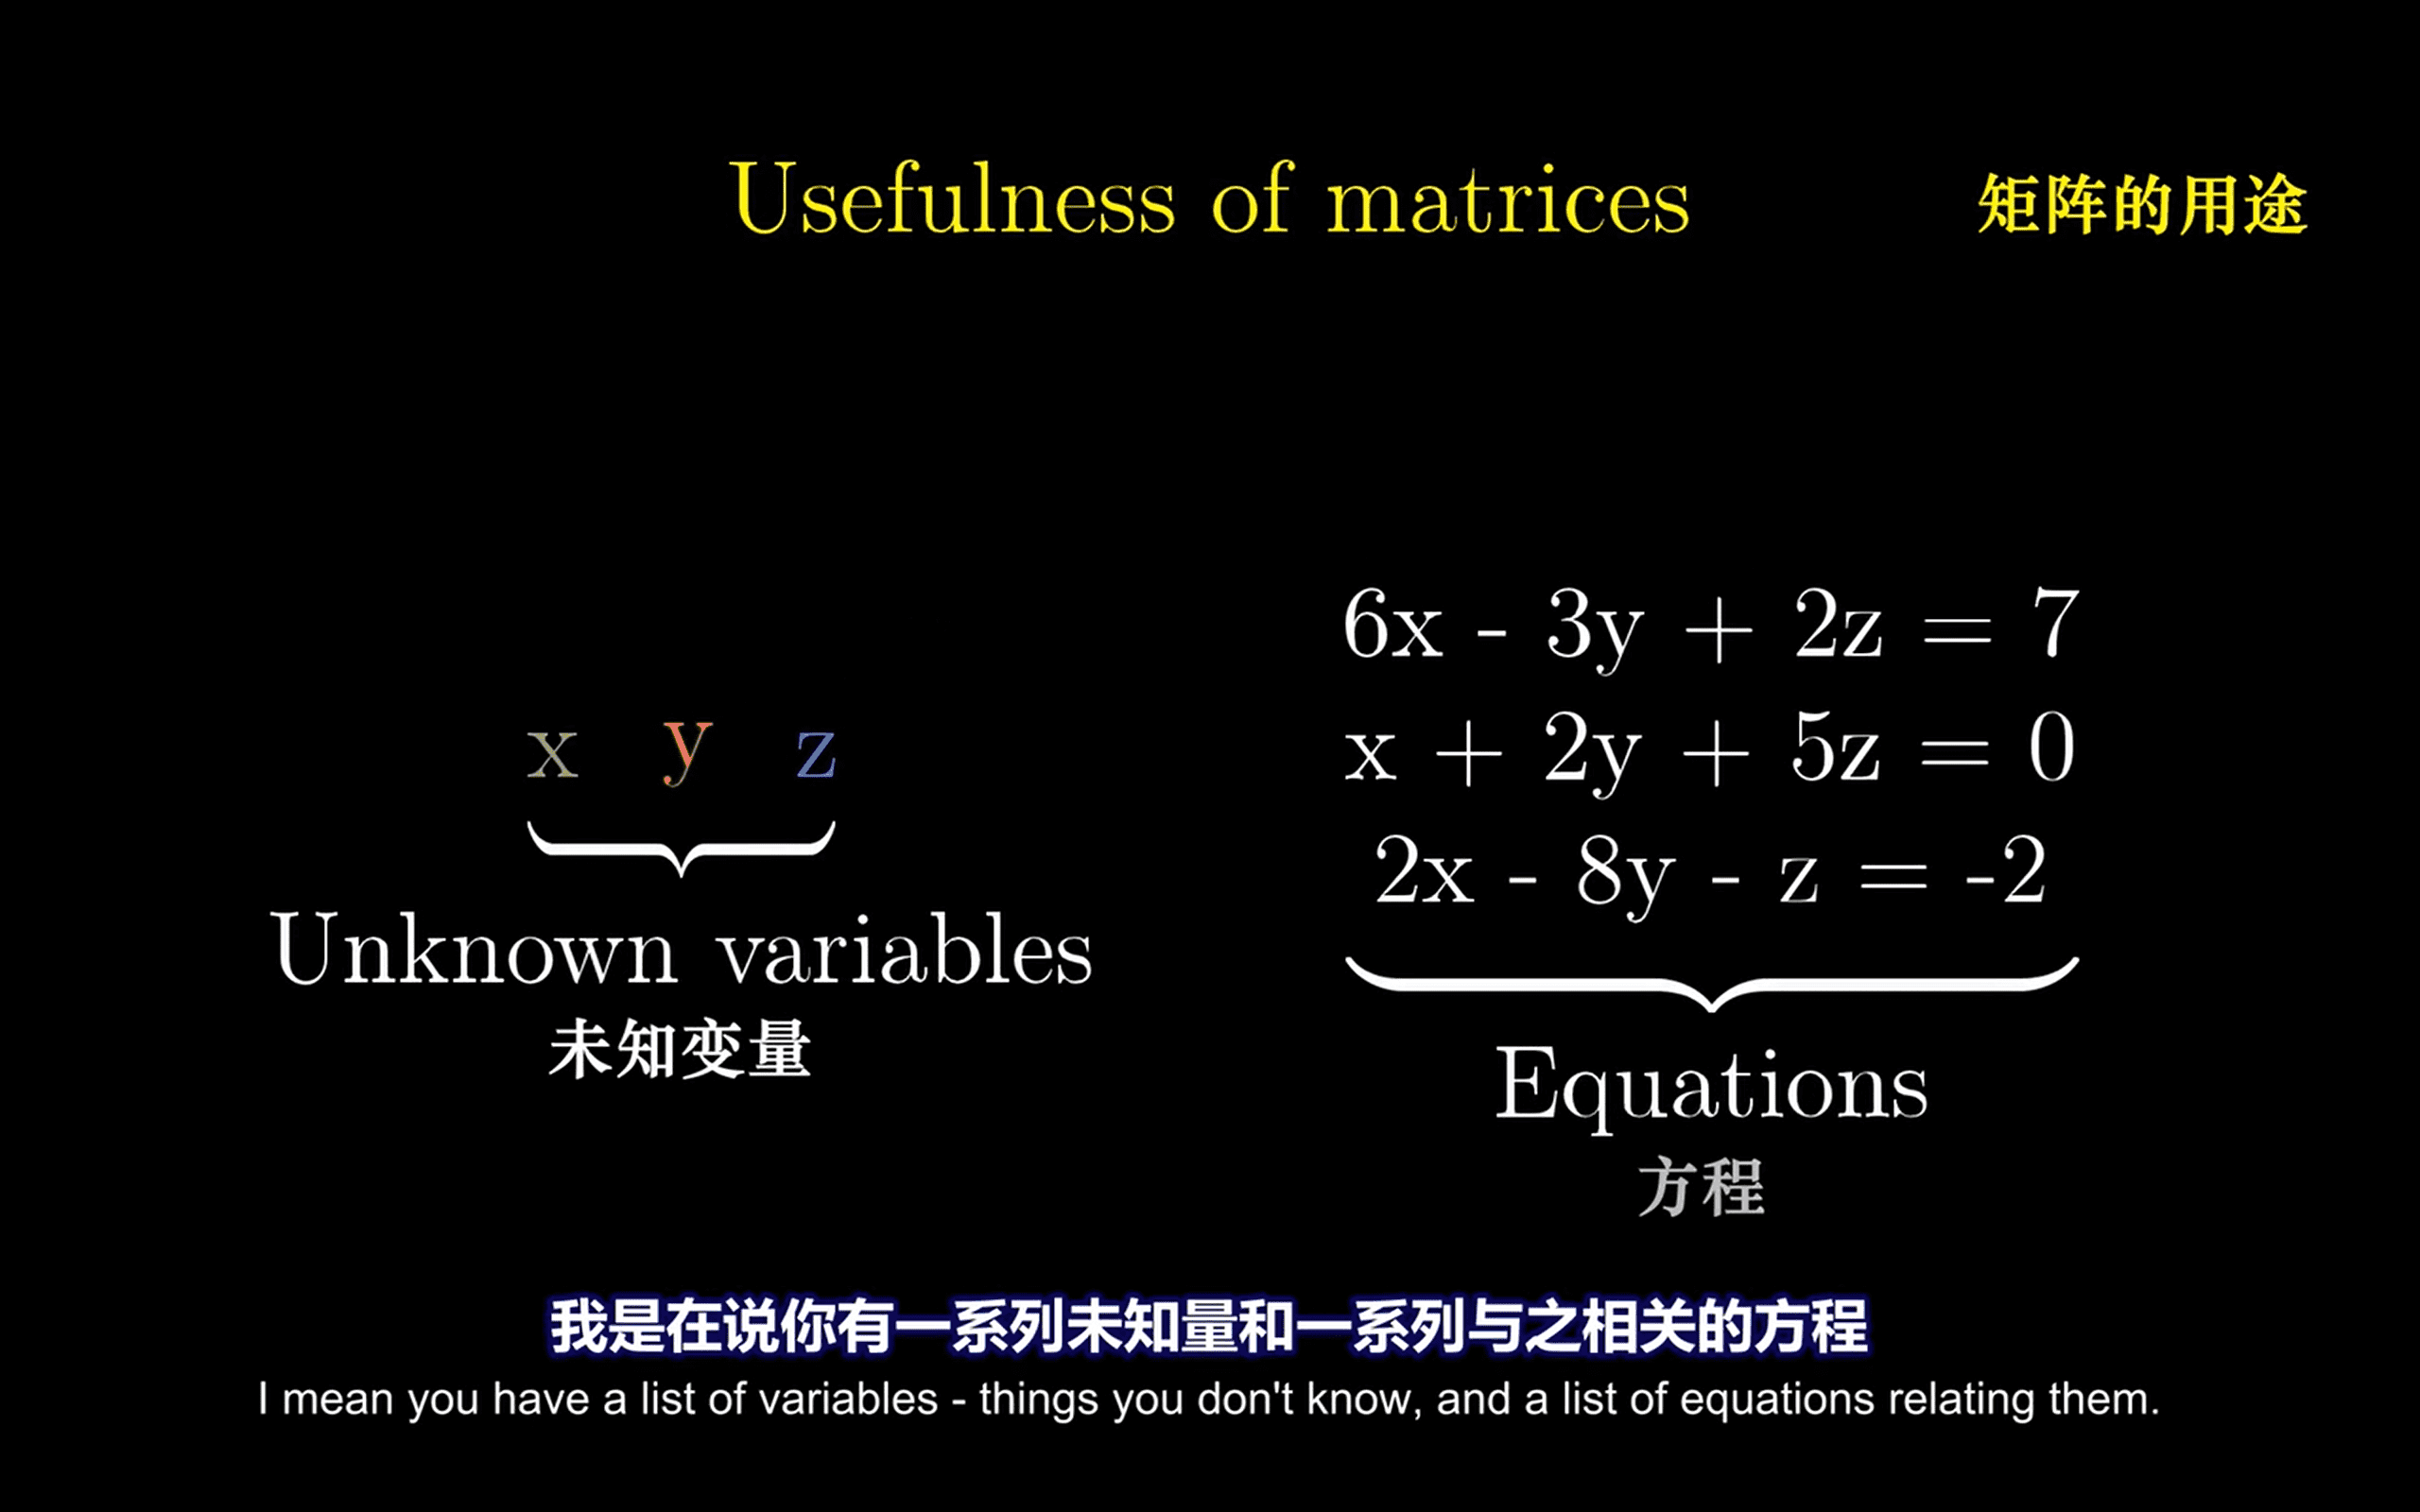 Usefulness of matrices
矩阵的用途
x y z
Unknown variables
未知变量
6x - 3y + 2z = 7
x + 2y + 5z = 0
2x - 8y - z = -2
Equations
方程
我是在说你有一系列未知量和一系列与之相关的方程
I mean you have a list of variables - things you don't know, and a list of equations relating them.